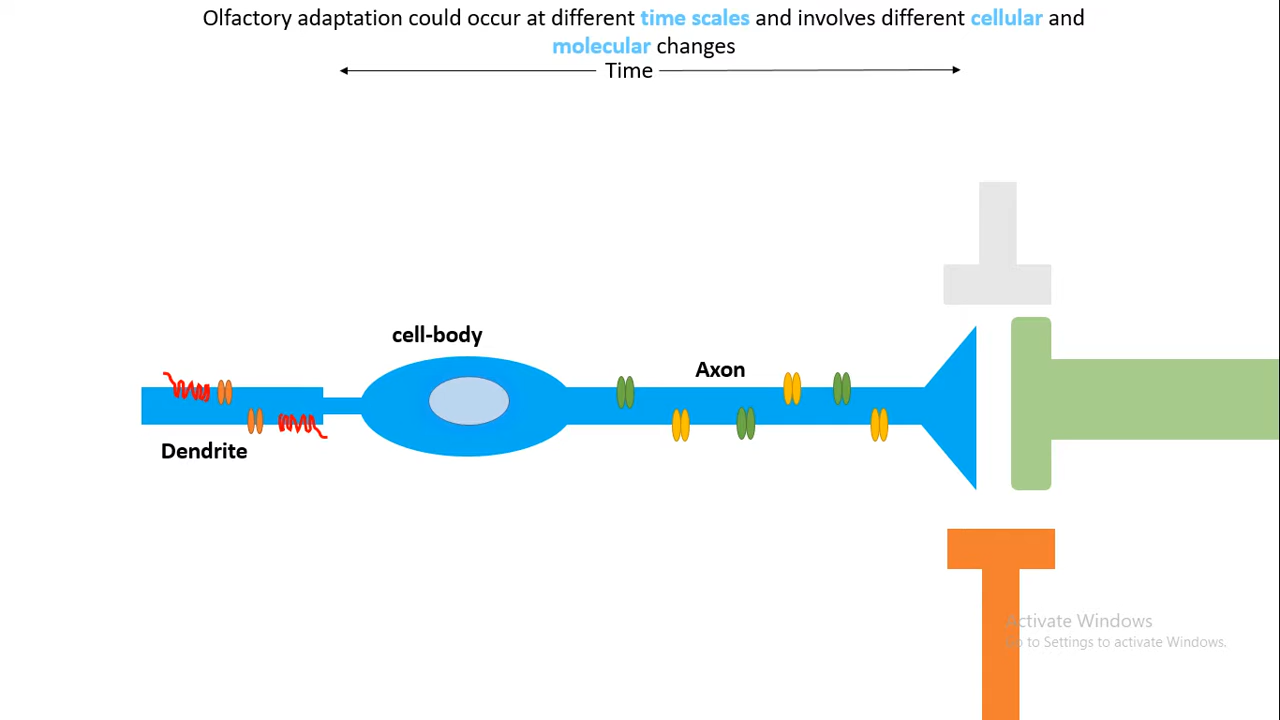 Olfactory adaptation could occur at different time scales and involves different cellular and
molecular changes
Time
cell-body
Axon
Dendrite
Activate Windows
Go to Settings to activate Windows.